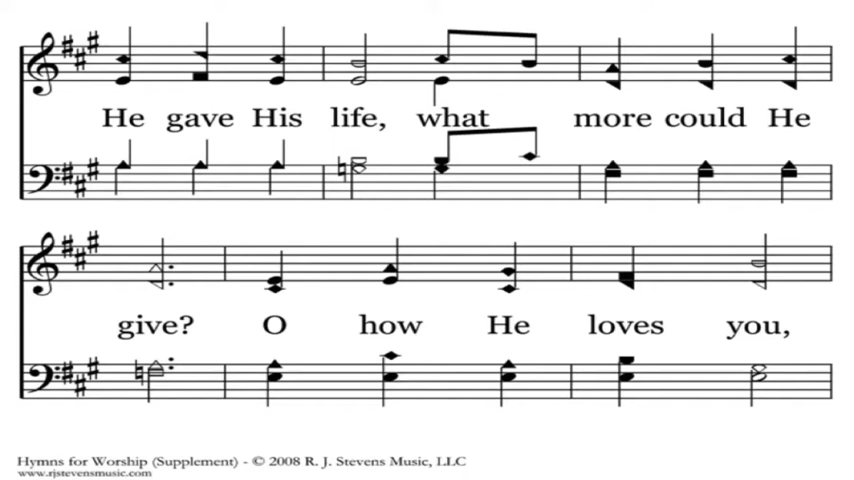 He gave His life, what more could He
give? O how He loves you,
Hymns for Worship (Supplement) - © 2008 R. J. Stevens Music, LLC
www.rjstevensmusic.com